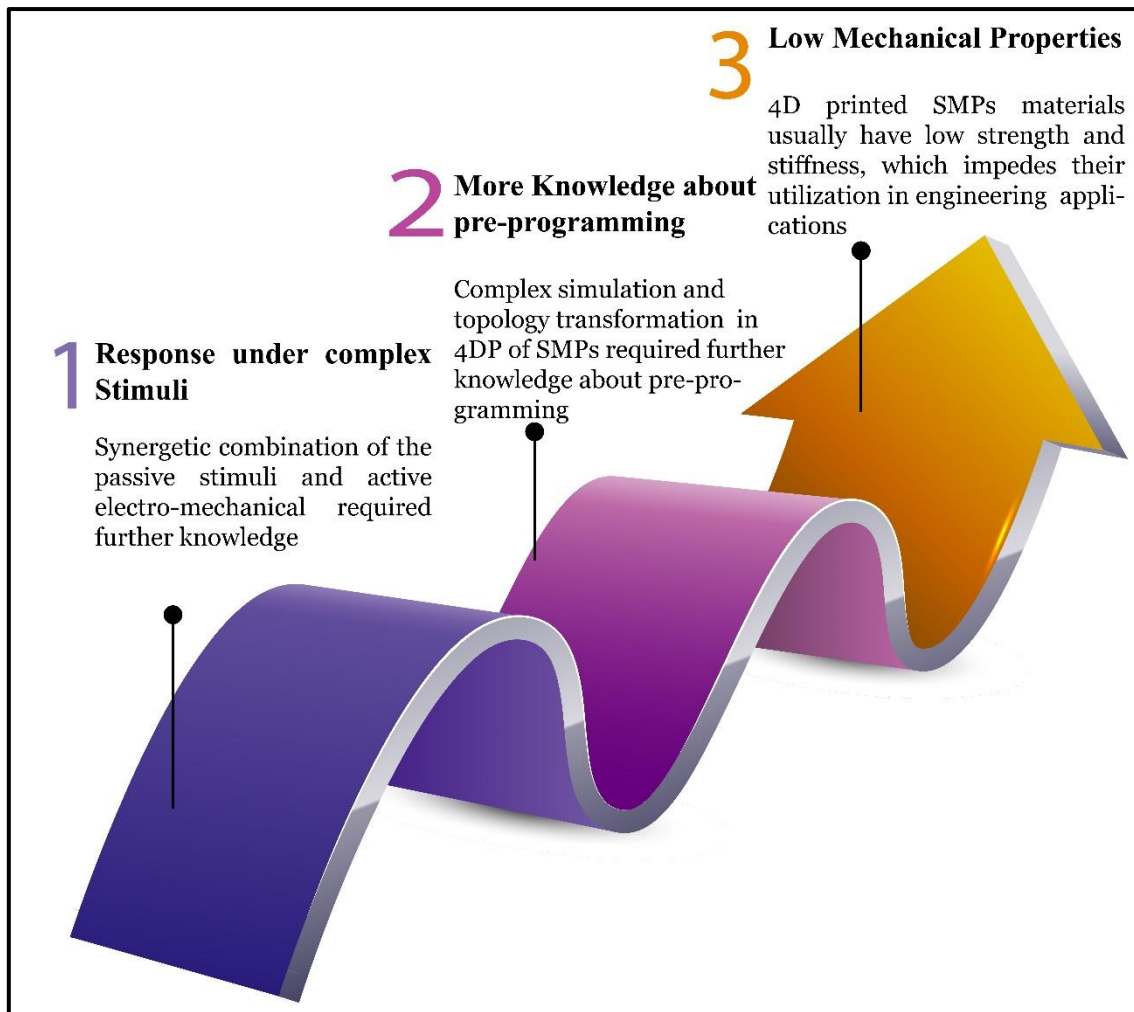 1
Response under complex
Stimuli
Synergetic combination of the
passive stimuli and active
electro-mechanical required
further knowledge
2
More Knowledge about
pre-programming
Complex simulation and
topology transformation in
4DP of SMPs required further
knowledge about pre-pro-
gramming
3
Low Mechanical Properties
4D printed SMPs materials
usually have low strength and
stiffness, which impedes their
utilization in engineering appli-
cations